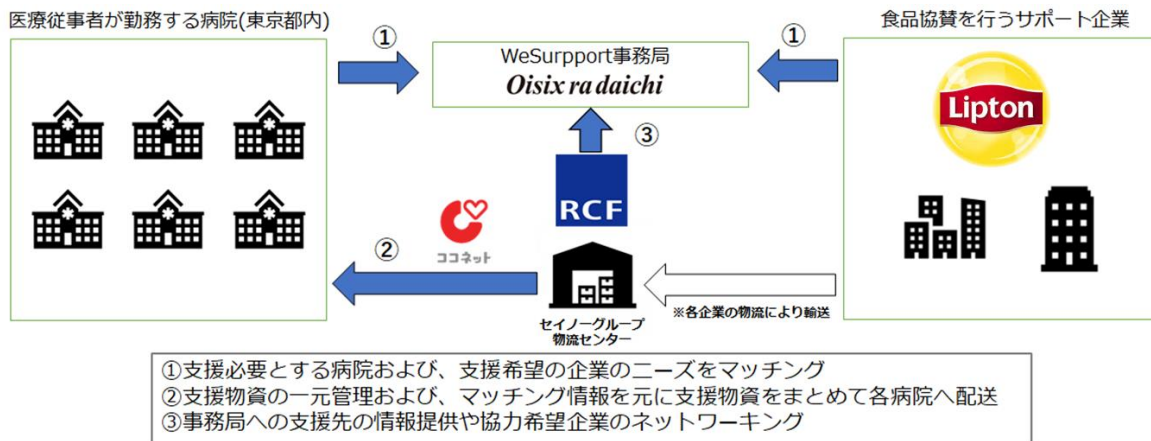 医療従事者が勤務する病院(東京都内)
①
WeSurpport事務局
Oisix ra daichi
①
食品協賛を行うサポート企業
Lipton
③
RCF
ココネット
②
※各企業の物流により輸送
セイノーグループ
物流センター
①支援必要とする病院および、支援希望の企業のニーズをマッチング
②支援物資の一元管理および、マッチング情報を元に支援物資をまとめて各病院へ配送
③事務局への支援先の情報提供や協力希望企業のネットワーキング